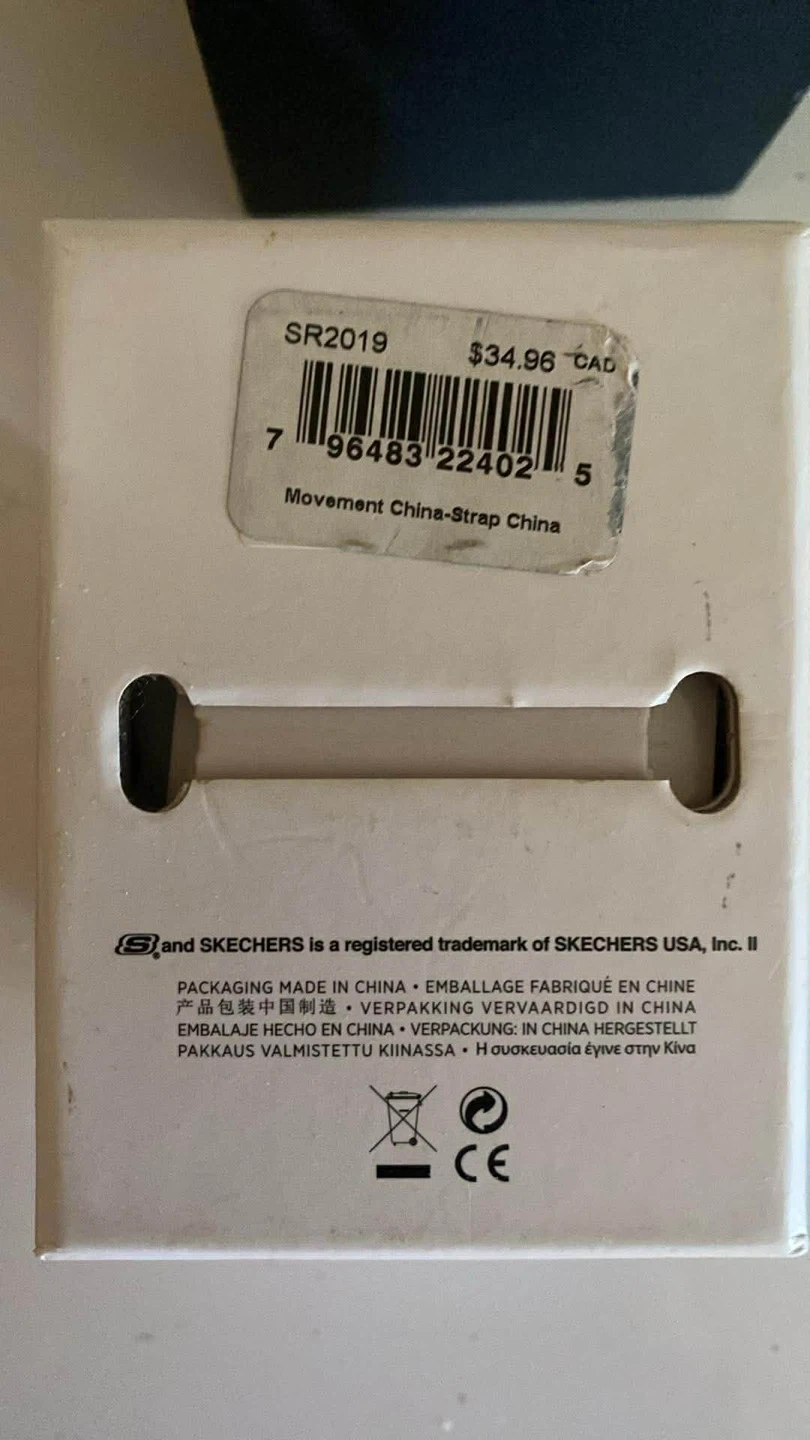 SR2019 $34.96 CAD
7 96483 22402 5
Movement China-Strap China
S and SKECHERS is a registered trademark of SKECHERS USA, Inc. II
PACKAGING MADE IN CHINA • EMBALLAGE FABRIQUÉ EN CHINE
产品包装中国制造 • VERPAKKING VERVAARDIGD IN CHINA
EMBALAJE HECHO EN CHINA • VERPACKUNG: IN CHINA HERGESTELLT
PAKKAUS VALMISTETTU KIINASSA • Η συσκευασία έγινε στην Κίνα
CE